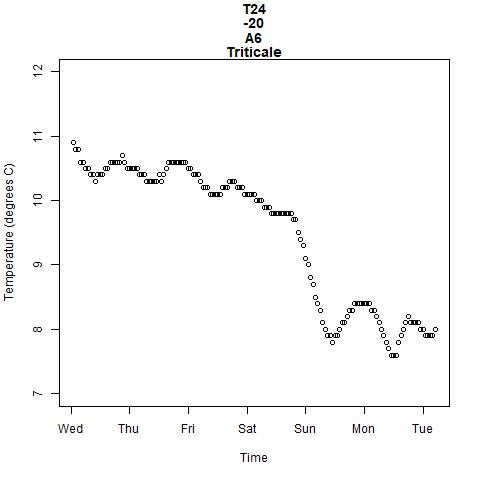 T24
-20
A6
Triticale
Temperature (degrees C)
12
11
10
9
8
7
Wed Thu Fri Sat Sun Mon Tue
Time